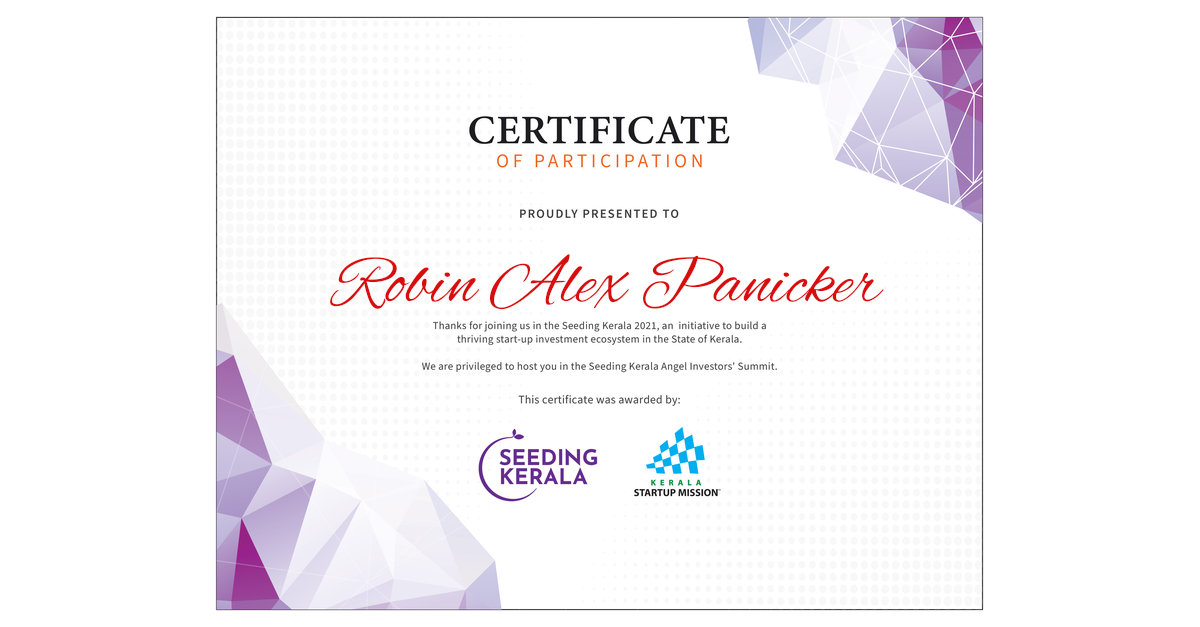 CERTIFICATE
OF PARTICIPATION
PROUDLY PRESENTED TO
Robin Alex Panicker
Thanks for joining us in the Seeding Kerala 2021, an  initiative to build a
thriving start-up investment ecosystem in the State of Kerala.
We are privileged to host you in the Seeding Kerala Angel Investors' Summit.
This certificate was awarded by:
SEEDING
KERALA
KERALA
STARTUP MISSION